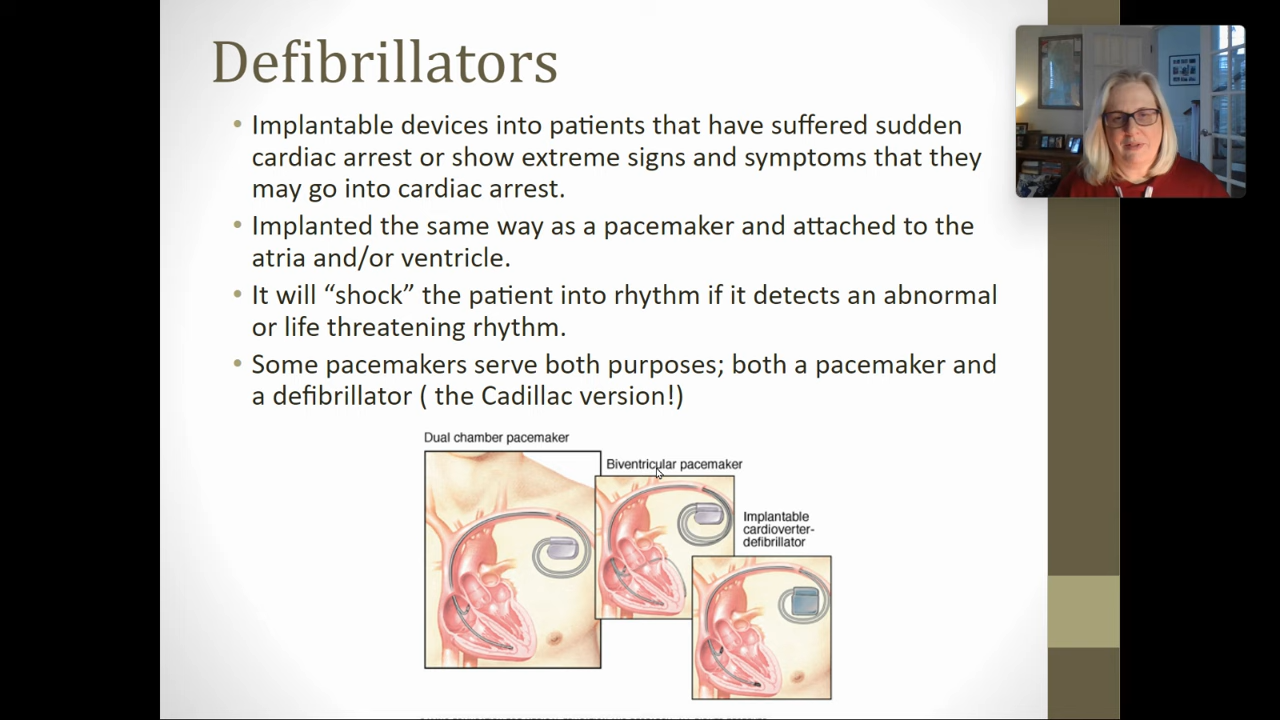 Defibrillators
• Implantable devices into patients that have suffered sudden
cardiac arrest or show extreme signs and symptoms that they
may go into cardiac arrest.
• Implanted the same way as a pacemaker and attached to the
atria and/or ventricle.
• It will “shock” the patient into rhythm if it detects an abnormal
or life threatening rhythm.
• Some pacemakers serve both purposes; both a pacemaker and
a defibrillator ( the Cadillac version!)
Dual chamber pacemaker
Biventricular pacemaker
Implantable
cardioverter-
defibrillator